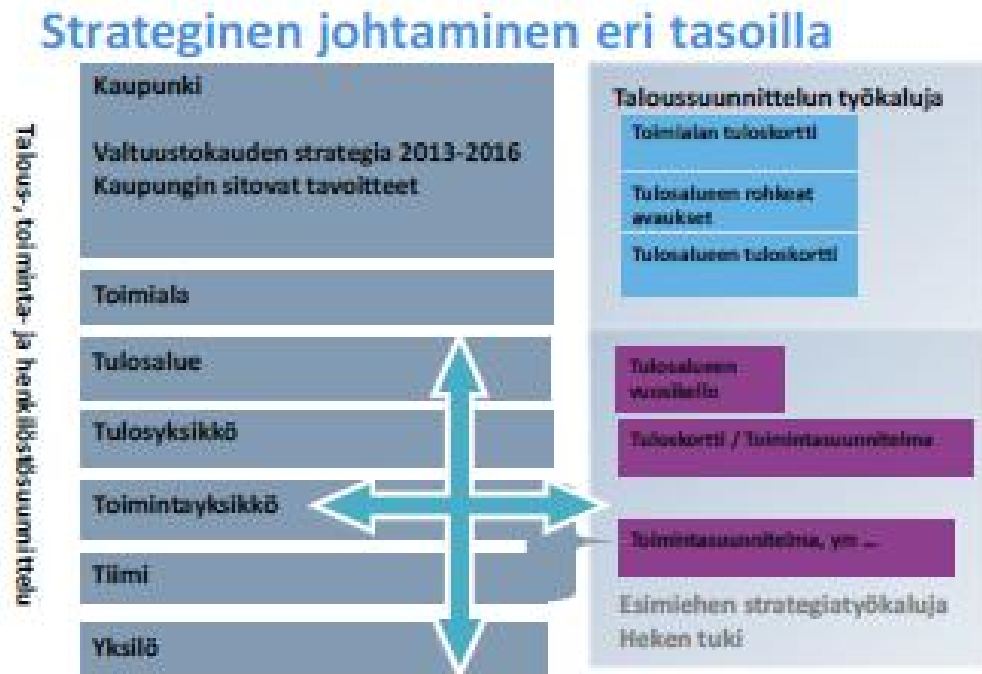 Strateginen johtaminen eri tasoilla
Talous-, toiminta- ja henkilöstösuunnittelu
Kaupunki
Valtuustokauden strategia 2013-2016
Kaupungin sitovat tavoitteet
Toimiala
Tulosalue
Tulosyksikkö
Toimintayksikkö
Tiimi
Yksilö
Taloussuunnittelun työkaluja
Toimialan tuloskortti
Tulosalueen rohkeat
avaukset
Tulosalueen tuloskortti
Tulosalueen
vuosikello
Tuloskortti / Toimintasuunnitelma
Toimintasuunnitelma, ym ...
Esimiehen strategiatyökaluja
Heken tuki